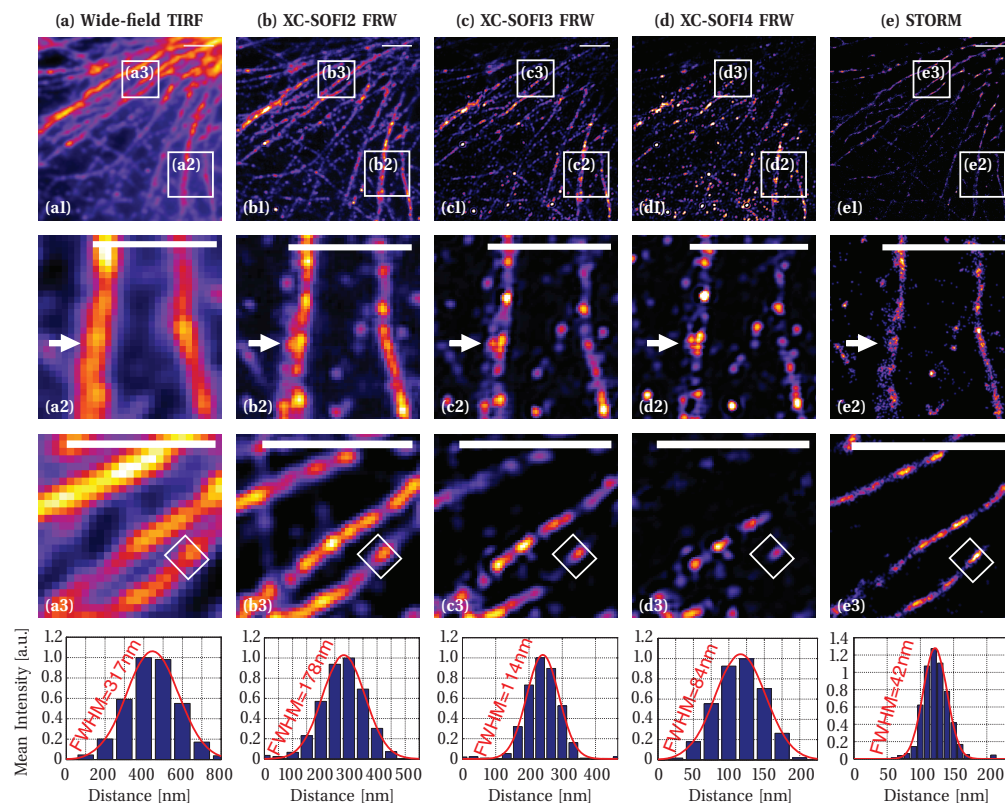 (a) Wide-field TIRF (b) XC-SOFI2 FRW (c) XC-SOFI3 FRW (d) XC-SOFI4 FRW (e) STORM
(a3) (b3) (c3) (d3) (e3)
(a2) (b2) (c2) (d2) (e2)
(a1) (b1) (c1) (d1) (e1)
(a2) (b2) (c2) (d2) (e2)
(a3) (b3) (c3) (d3) (e3)
Mean Intensity [a.u.]
1.2
1.0
0.8
0.6
0.4
0.2
0
FWHM=317nm
0 200 400 600 800
Distance [nm]
1.2
1.0
0.8
0.6
0.4
0.2
0
FWHM=178nm
0 100 200 300 400 500
Distance [nm]
1.2
1.0
0.8
0.6
0.4
0.2
0
FWHM=114nm
0 100 200 300 400
Distance [nm]
1.2
1.0
0.8
0.6
0.4
0.2
0
FWHM=84nm
0 50 100 150 200
Distance [nm]
1.4
1.2
1
0.8
0.6
0.4
0.2
0
FWHM=42nm
0 50 100 150 200
Distance [nm]